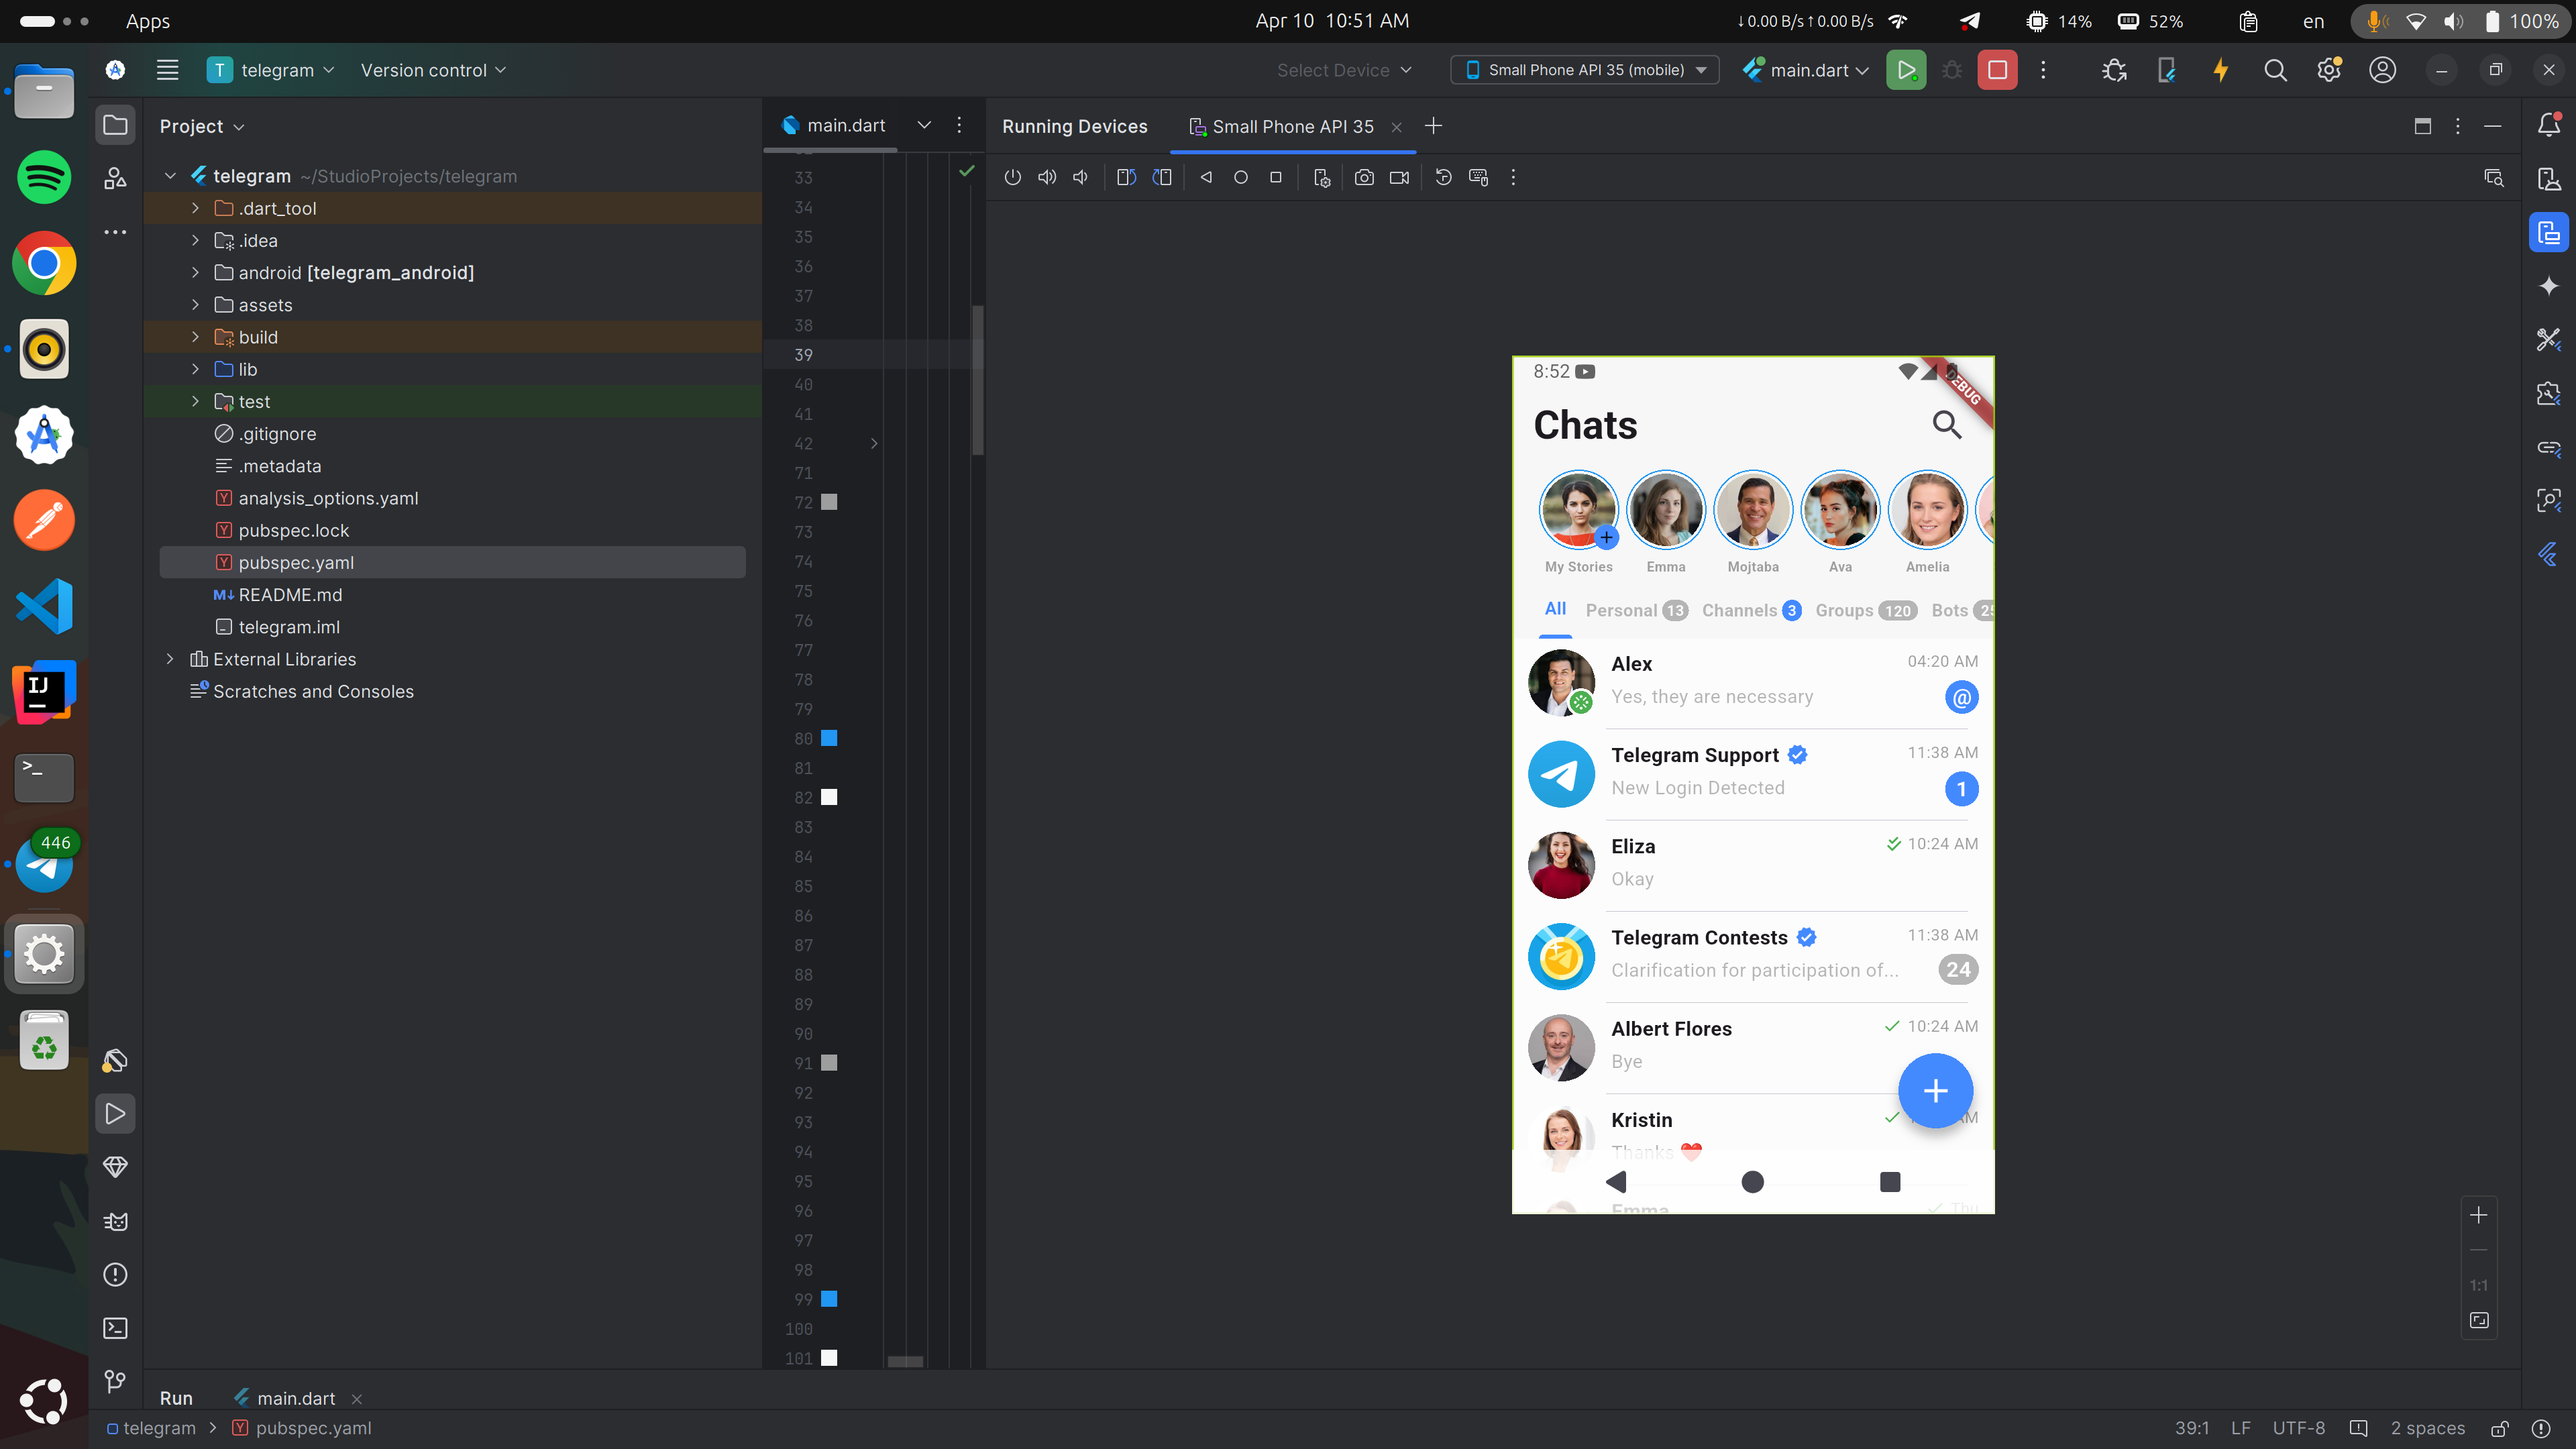 Apps
Apr 10 10:51 AM
↓0.00 B/s↑0.00 B/s
14%
52%
en
100%
T telegram
Version control
Select Device
Small Phone API 35 (mobile)
main.dart
Project
main.dart
Running Devices
Small Phone API 35
telegram ~/StudioProjects/telegram
.dart_tool
.idea
android [telegram_android]
assets
build
lib
test
.gitignore
.metadata
Y analysis_options.yaml
Y pubspec.lock
Y pubspec.yaml
M↓ README.md
telegram.iml
External Libraries
Scratches and Consoles
IJ
>_
446
33
34
35
36
37
38
39
40
41
42
71
72
73
74
75
76
77
78
79
80
81
82
83
84
85
86
87
88
89
90
91
92
93
94
95
96
97
98
99
100
101
8:52
DEBUG
Chats
My Stories
Emma
Mojtaba
Ava
Amelia
All
Personal 13
Channels 3
Groups 120
Bots
Alex
04:20 AM
Yes, they are necessary
@
Telegram Support
11:38 AM
New Login Detected
1
Eliza
10:24 AM
Okay
Telegram Contests
11:38 AM
Clarification for participation of...
24
Albert Flores
10:24 AM
Bye
Kristin
Thanks ❤️
Emma
Thu
1:1
Run
main.dart
telegram > Y pubspec.yaml
39:1
LF
UTF-8
2 spaces